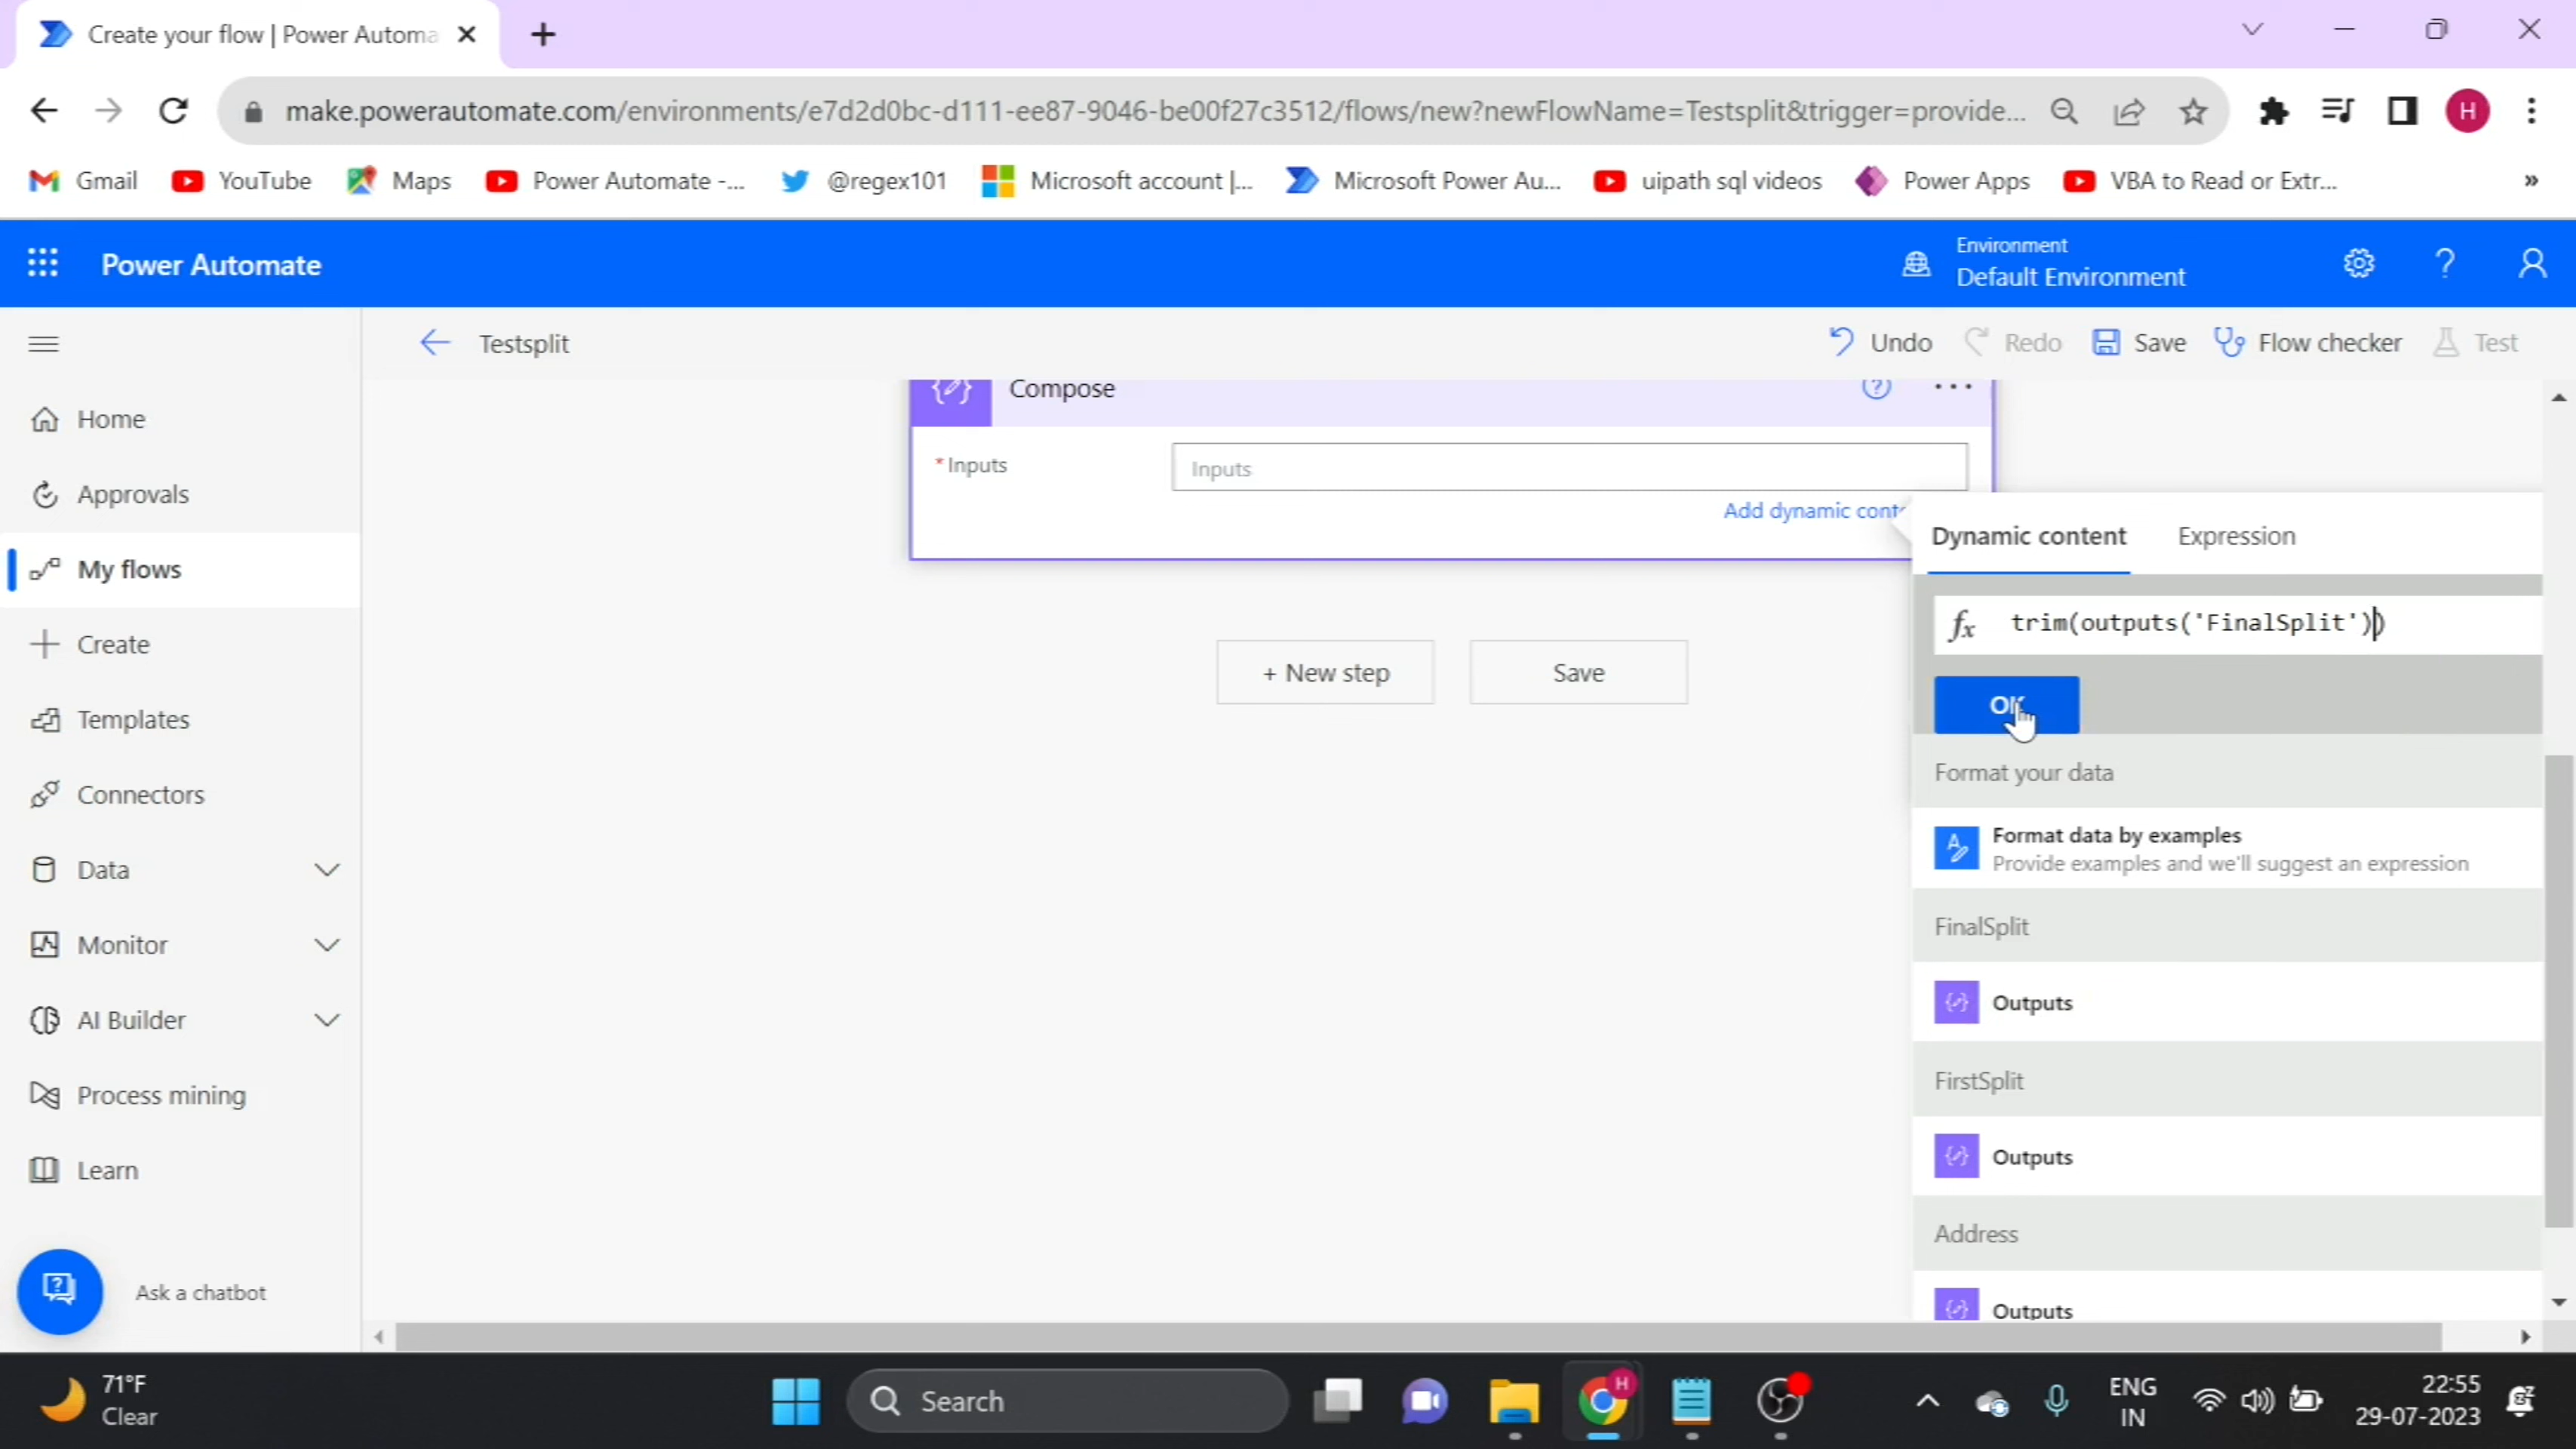 Create your flow | Power Automa
make.powerautomate.com/environments/e7d2d0bc-d111-ee87-9046-be00f27c3512/flows/new?newFlowName=Testsplit&trigger=provide...
H
Gmail
YouTube
Maps
Power Automate -...
@regex101
Microsoft account |...
Microsoft Power Au...
uipath sql videos
Power Apps
VBA to Read or Extr...
»
Power Automate
Environment
Default Environment
?
Testsplit
Undo
Redo
Save
Flow checker
Test
Home
Approvals
My flows
Create
Templates
Connectors
Data
Monitor
AI Builder
Process mining
Learn
Ask a chatbot
Compose
* Inputs
Inputs
Add dynamic conte
+ New step
Save
Dynamic content
Expression
fx trim(outputs('FinalSplit'))
OK
Format your data
Format data by examples
Provide examples and we'll suggest an expression
FinalSplit
Outputs
FirstSplit
Outputs
Address
Outputs
71°F
Clear
Search
H
ENG
IN
22:55
29-07-2023